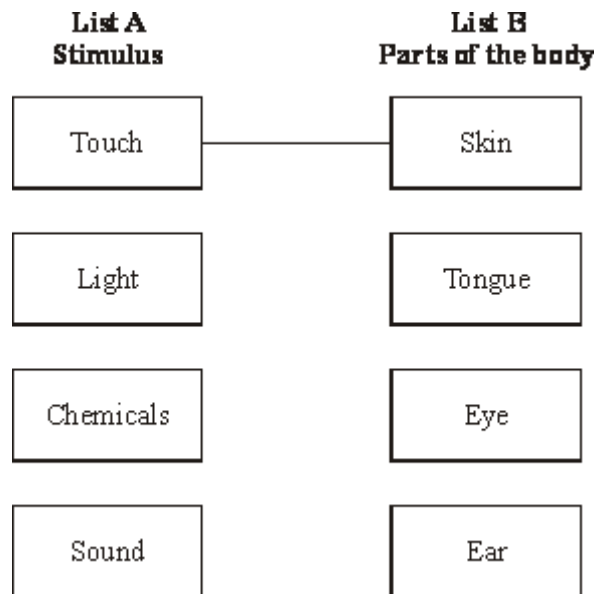 List A List B
Stimulus Parts of the body
Touch Skin
Light Tongue
Chemicals Eye
Sound Ear